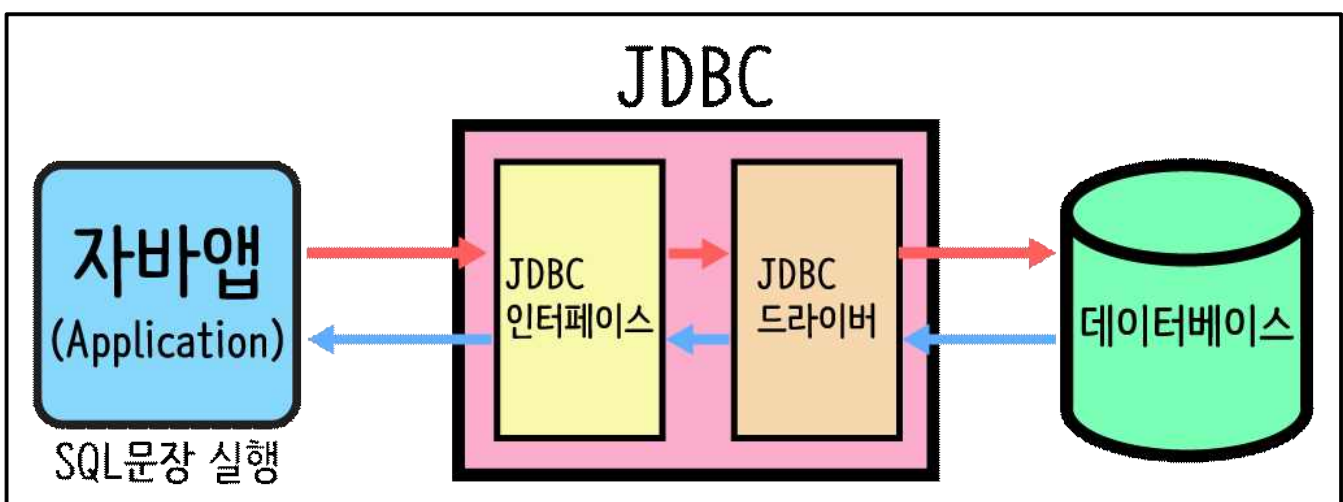 JDBC
자바앱
(Application)
SQL문장 실행
JDBC
인터페이스
JDBC
드라이버
데이터베이스